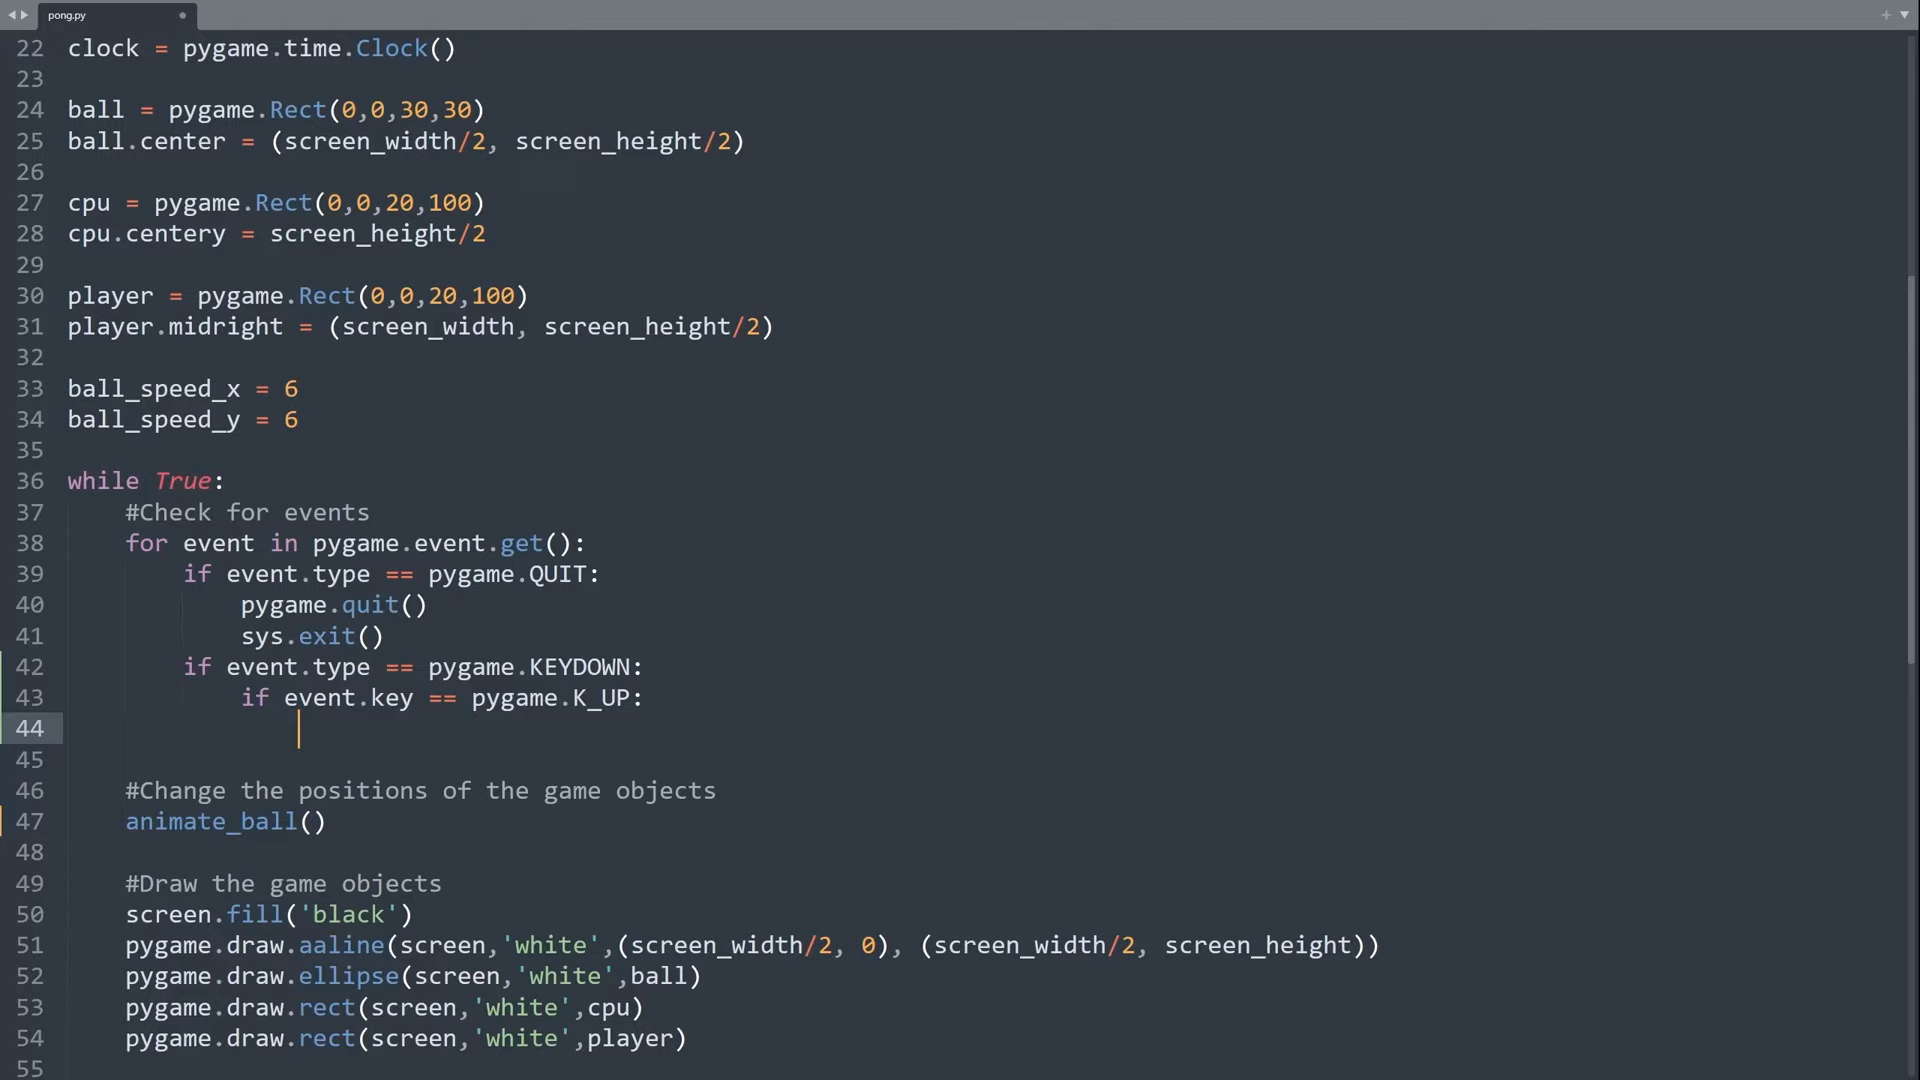 pong.py
22 clock = pygame.time.Clock()
23
24 ball = pygame.Rect(0,0,30,30)
25 ball.center = (screen_width/2, screen_height/2)
26
27 cpu = pygame.Rect(0,0,20,100)
28 cpu.centery = screen_height/2
29
30 player = pygame.Rect(0,0,20,100)
31 player.midright = (screen_width, screen_height/2)
32
33 ball_speed_x = 6
34 ball_speed_y = 6
35
36 while True:
37     #Check for events
38     for event in pygame.event.get():
39         if event.type == pygame.QUIT:
40             pygame.quit()
41             sys.exit()
42         if event.type == pygame.KEYDOWN:
43             if event.key == pygame.K_UP:
44
45
46     #Change the positions of the game objects
47     animate_ball()
48
49     #Draw the game objects
50     screen.fill('black')
51     pygame.draw.aaline(screen,'white',(screen_width/2, 0), (screen_width/2, screen_height))
52     pygame.draw.ellipse(screen,'white',ball)
53     pygame.draw.rect(screen,'white',cpu)
54     pygame.draw.rect(screen,'white',player)
55